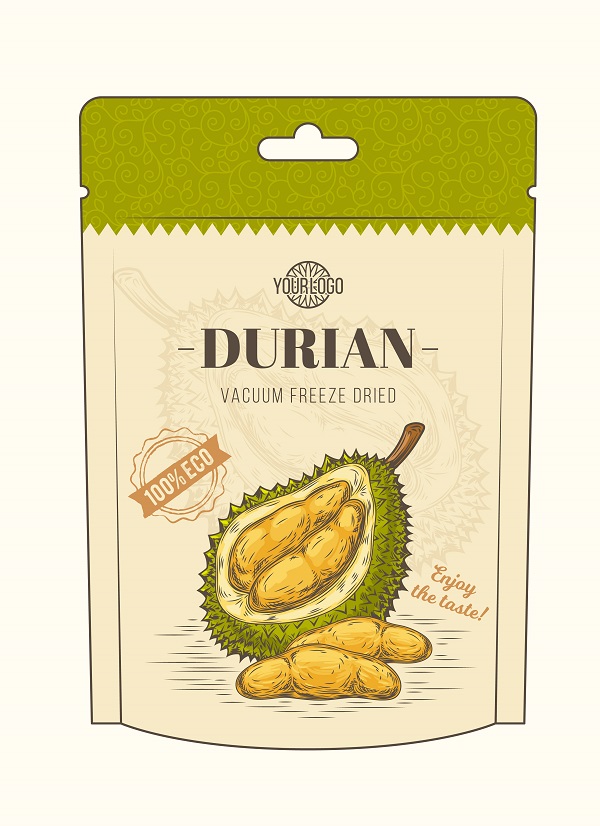 YOURLOGO
-DURIAN-
VACUUM FREEZE DRIED
100% ECO
Enjoy
the taste!